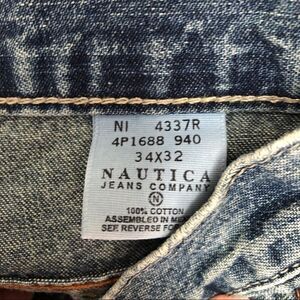 NI 4337R
4P1688 940
34X32
NAUTICA
JEANS COMPANY
N
100% COTTON
ASSEMBLED IN
SEE REVERSE FOR